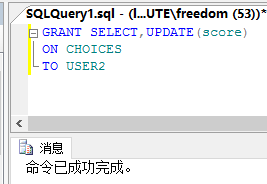 SQLQuery1.sql - (l...UTE\freedom (53))*
GRANT SELECT,UPDATE(score)
ON CHOICES
TO USER2
消息
命令已成功完成。